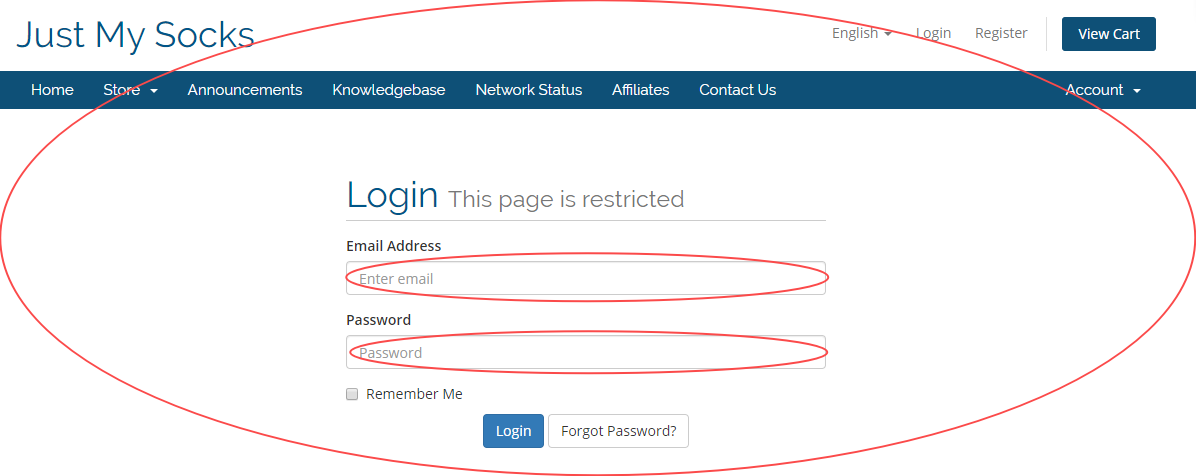 Just My Socks
English Login Register View Cart
Home Store Announcements Knowledgebase Network Status Affiliates Contact Us Account
Login This page is restricted
Email Address
Enter email
Password
Password
Remember Me
Login Forgot Password?